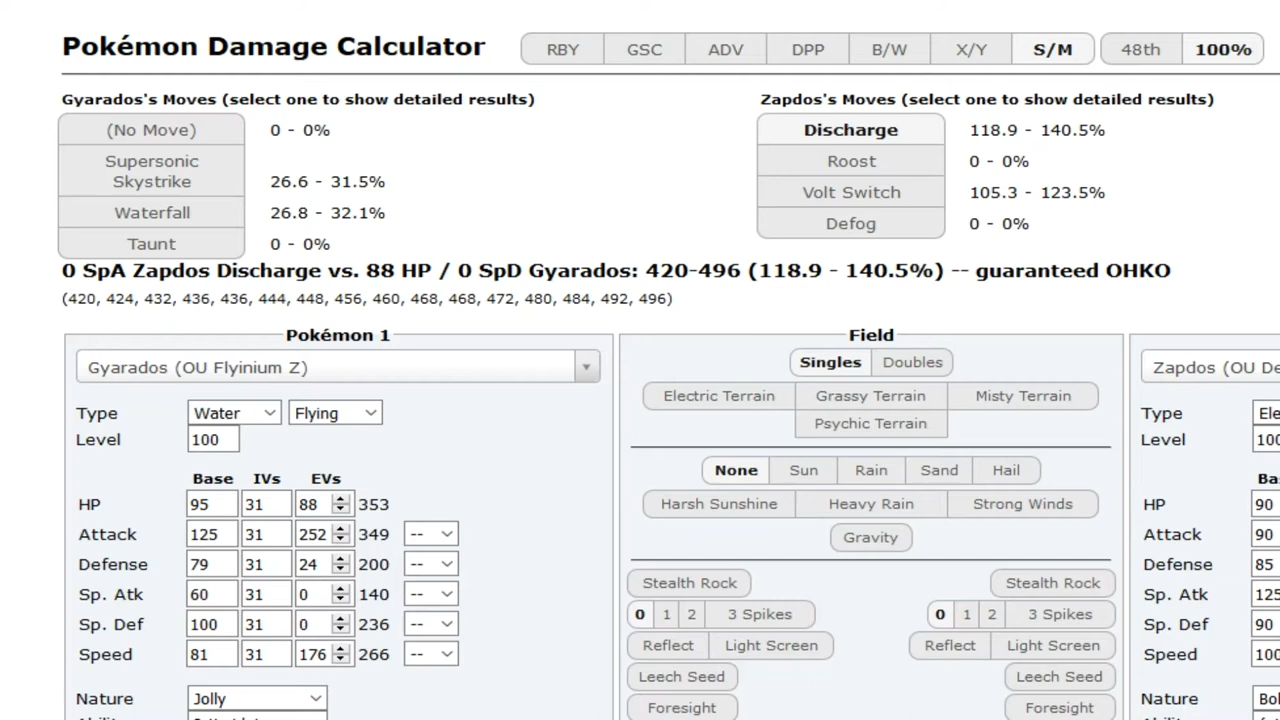 Pokémon Damage Calculator RBY GSC ADV DPP B/W X/Y S/M 48th 100%
Gyarados's Moves (select one to show detailed results) Zapdos's Moves (select one to show detailed results)
(No Move) 0 - 0% Discharge 118.9 - 140.5%
Supersonic Roost 0 - 0%
Skystrike 26.6 - 31.5% Volt Switch 105.3 - 123.5%
Waterfall 26.8 - 32.1% Defog 0 - 0%
Taunt 0 - 0%
0 SpA Zapdos Discharge vs. 88 HP / 0 SpD Gyarados: 420-496 (118.9 - 140.5%) -- guaranteed OHKO
(420, 424, 432, 436, 436, 444, 448, 456, 460, 468, 468, 472, 480, 484, 492, 496)
Pokémon 1 Field
Gyarados (OU Flyinium Z) Singles Doubles Zapdos (OU De
Electric Terrain Grassy Terrain Misty Terrain
Type Water Flying Psychic Terrain Type Ele
Level 100 Level 100
Base IVs EVs None Sun Rain Sand Hail Ba
HP 95 31 88 353 Harsh Sunshine Heavy Rain Strong Winds HP 90
Attack 125 31 252 349 -- Gravity Attack 90
Defense 79 31 24 200 -- Defense 85
Stealth Rock Stealth Rock
Sp. Atk 60 31 0 140 -- Sp. Atk 125
0 1 2 3 Spikes 0 1 2 3 Spikes
Sp. Def 100 31 0 236 -- Sp. Def 90
Reflect Light Screen Reflect Light Screen
Speed 81 31 176 266 -- Speed 100
Leech Seed Leech Seed
Nature Jolly Foresight Foresight Nature Bol